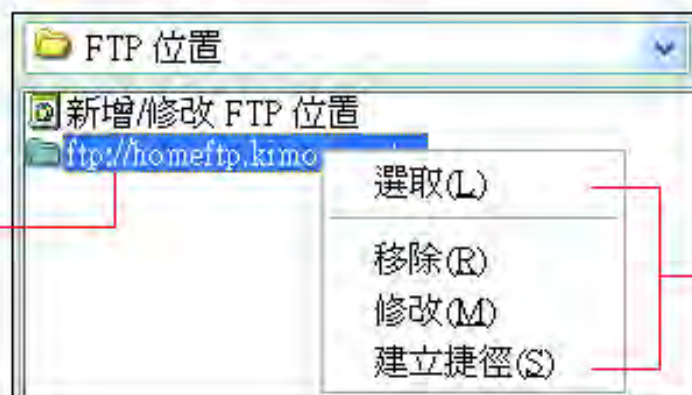 FTP 位置
新增/修改 FTP 位置
ftp://homeftp.kimo
選取(L)
移除(R)
修改(M)
建立捷徑(S)